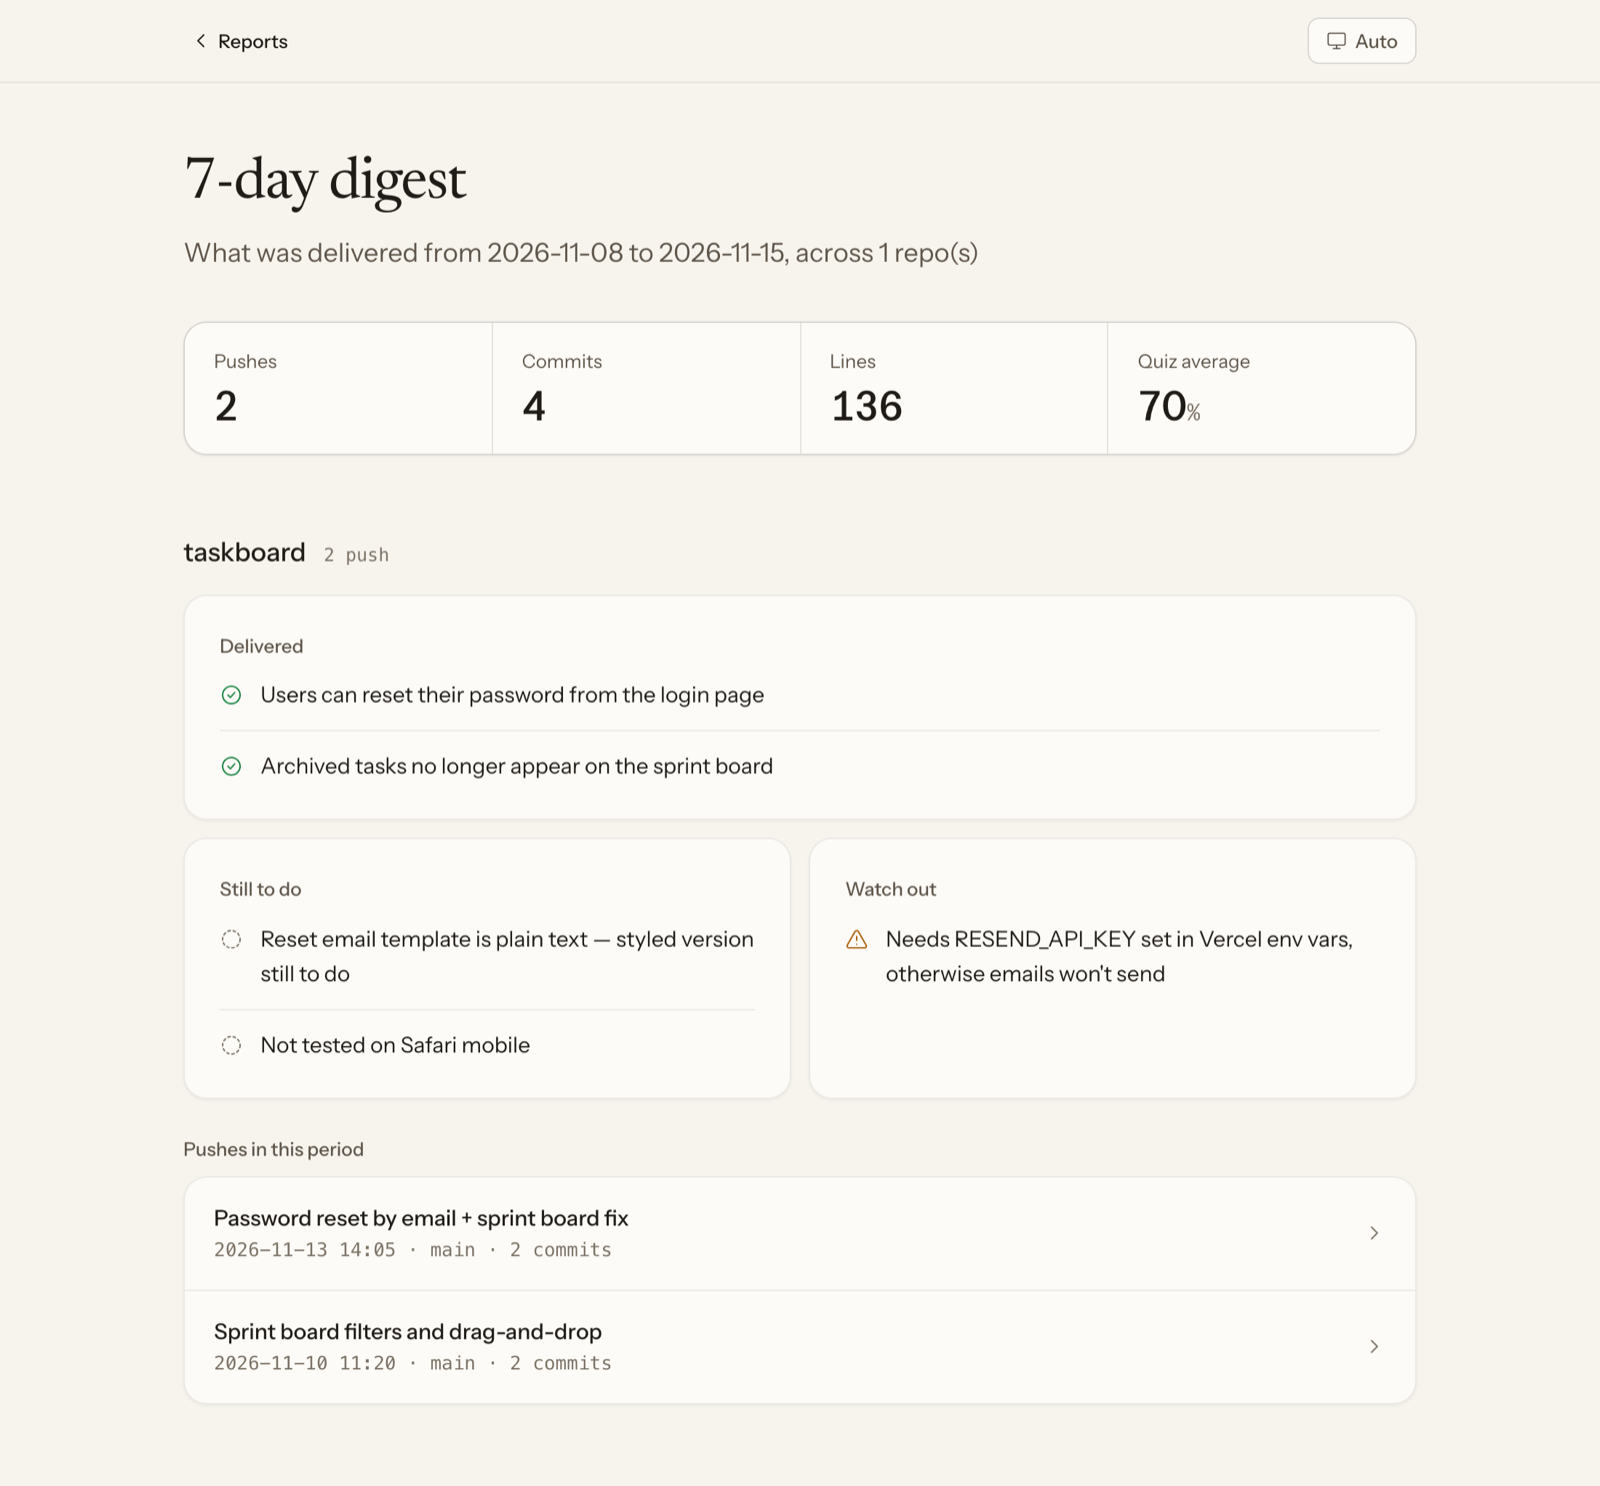 Reports
Auto
7-day digest
What was delivered from 2026-11-08 to 2026-11-15, across 1 repo(s)
Pushes
2
Commits
4
Lines
136
Quiz average
70%
taskboard 2 push
Delivered
Users can reset their password from the login page
Archived tasks no longer appear on the sprint board
Still to do
Reset email template is plain text — styled version
still to do
Not tested on Safari mobile
Watch out
Needs RESEND_API_KEY set in Vercel env vars,
otherwise emails won't send
Pushes in this period
Password reset by email + sprint board fix
2026-11-13 14:05 · main · 2 commits
Sprint board filters and drag-and-drop
2026-11-10 11:20 · main · 2 commits